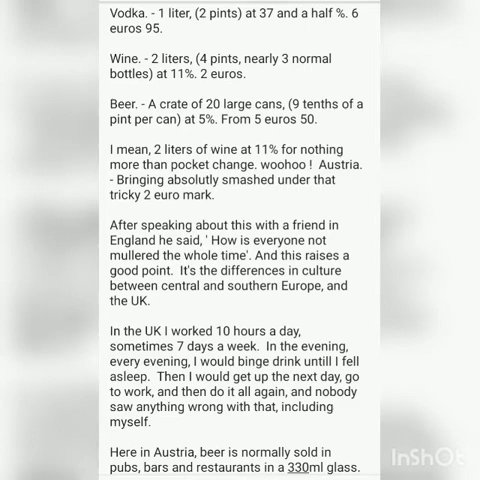 Vodka. - 1 liter, (2 pints) at 37 and a half %. 6
euros 95.
Wine. - 2 liters, (4 pints, nearly 3 normal
bottles) at 11%. 2 euros.
Beer. - A crate of 20 large cans, (9 tenths of a
pint per can) at 5%. From 5 euros 50.
I mean, 2 liters of wine at 11% for nothing
more than pocket change. woohoo ! Austria.
- Bringing absolutly smashed under that
tricky 2 euro mark.
After speaking about this with a friend in
England he said, ' How is everyone not
mullered the whole time'. And this raises a
good point. It's the differences in culture
between central and southern Europe, and
the UK.
In the UK I worked 10 hours a day,
sometimes 7 days a week. In the evening,
every evening, I would binge drink untill I fell
asleep. Then I would get up the next day, go
to work, and then do it all again, and nobody
saw anything wrong with that, including
myself.
Here in Austria, beer is normally sold in
pubs, bars and restaurants in a 330ml glass.
InShOt